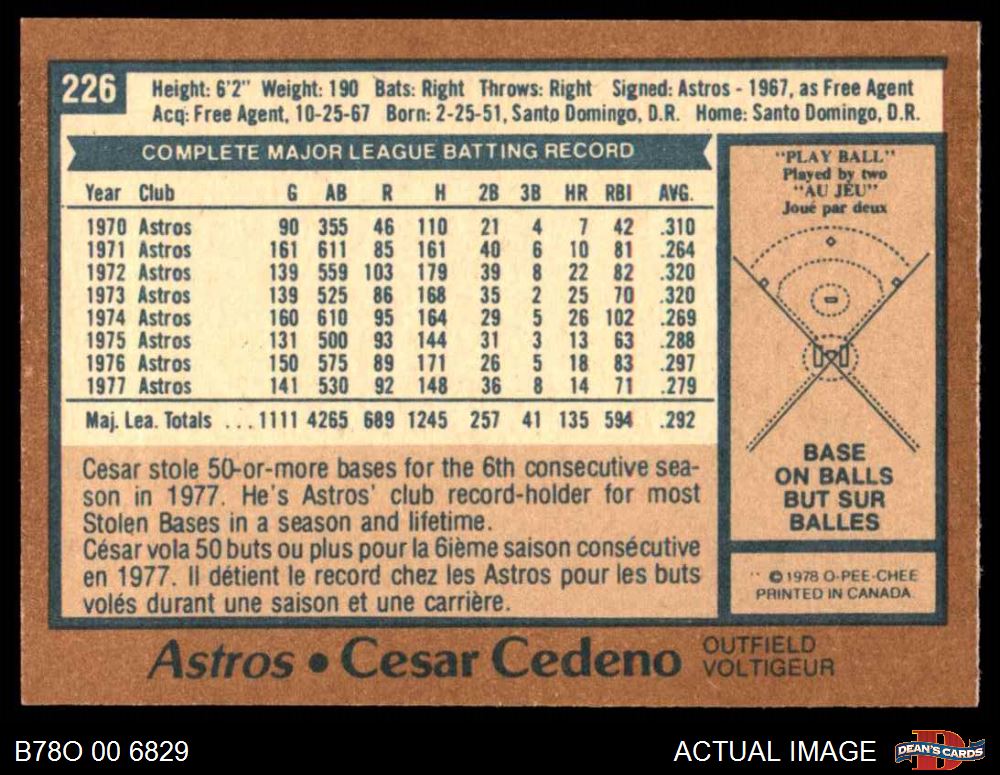 226
Height: 6'2" Weight: 190 Bats: Right Throws: Right Signed: Astros - 1967, as Free Agent
Acq: Free Agent, 10-25-67 Born: 2-25-51, Santo Domingo, D.R. Home: Santo Domingo, D.R.
COMPLETE MAJOR LEAGUE BATTING RECORD
Year Club G AB R H 2B 3B HR RBI AVG.
1970 Astros 90 355 46 110 21 4 7 42 .310
1971 Astros 161 611 85 161 40 6 10 81 .264
1972 Astros 139 559 103 179 39 8 22 82 .320
1973 Astros 139 525 86 168 35 2 25 70 .320
1974 Astros 160 610 95 164 29 5 26 102 .269
1975 Astros 131 500 93 144 31 3 13 63 .288
1976 Astros 150 575 89 171 26 5 18 83 .297
1977 Astros 141 530 92 148 36 8 14 71 .279
Maj. Lea. Totals ...1111 4265 689 1245 257 41 135 594 .292
Cesar stole 50-or-more bases for the 6th consecutive sea-
son in 1977. He's Astros' club record-holder for most
Stolen Bases in a season and lifetime.
César vola 50 buts ou plus pour la 6ième saison consécutive
en 1977. Il détient le record chez les Astros pour les buts
volés durant une saison et une carrière.
"PLAY BALL"
Played by two
"AU JEU"
Joué par deux
BASE
ON BALLS
BUT SUR
BALLES
© 1978 O-PEE-CHEE
PRINTED IN CANADA
Astros • Cesar Cedeno
OUTFIELD
VOLTIGEUR
B78O 00 6829
ACTUAL IMAGE
DEAN'S CARDS